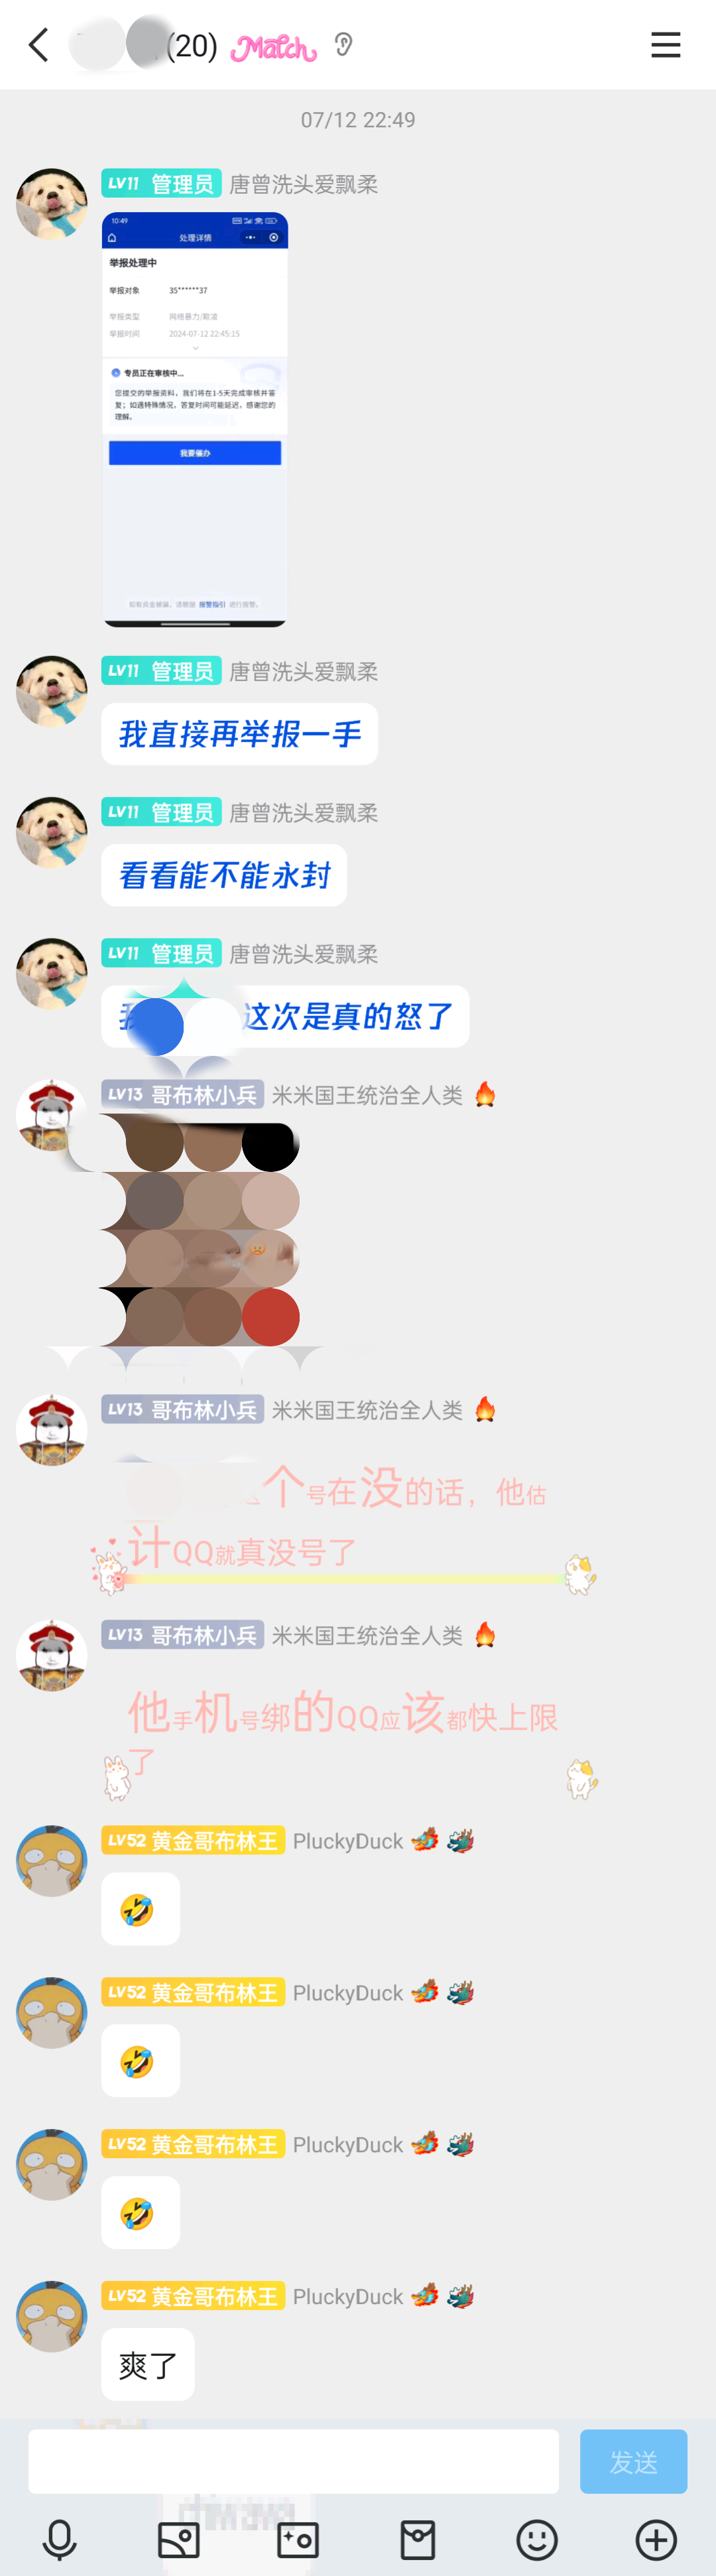 (20) Match
07/12 22:49
LV11 管理员 唐曾洗头爱飘柔
10:49
处理详情
举报处理中
举报对象 35******37
举报类型 网络暴力/欺凌
举报时间 2024-07-12 22:45:15
专员正在审核中...
您提交的举报资料，我们将在1-5天完成审核并答
复；如遇特殊情况，答复时间可能延迟，感谢您的
理解。
我要催办
如有资金被骗，请根据 报警指引 进行报警。
LV11 管理员 唐曾洗头爱飘柔
我直接再举报一手
LV11 管理员 唐曾洗头爱飘柔
看看能不能永封
LV11 管理员 唐曾洗头爱飘柔
这次是真的怒了
LV13 哥布林小兵 米米国王统治全人类
LV13 哥布林小兵 米米国王统治全人类
个号在没的话，他估
计QQ就真没号了
LV13 哥布林小兵 米米国王统治全人类
他手机号绑的QQ应该都快上限
了
LV52 黄金哥布林王 PluckyDuck
LV52 黄金哥布林王 PluckyDuck
LV52 黄金哥布林王 PluckyDuck
LV52 黄金哥布林王 PluckyDuck
爽了
发送